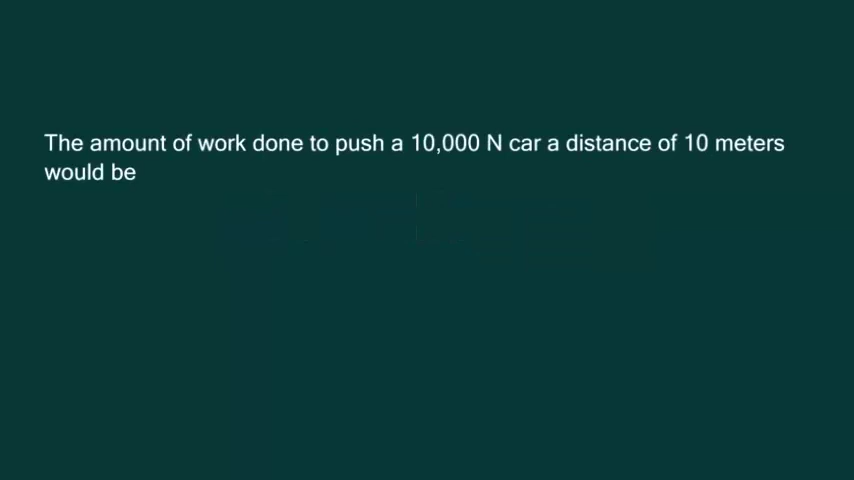 The amount of work done to push a 10,000 N car a distance of 10 meters
would be